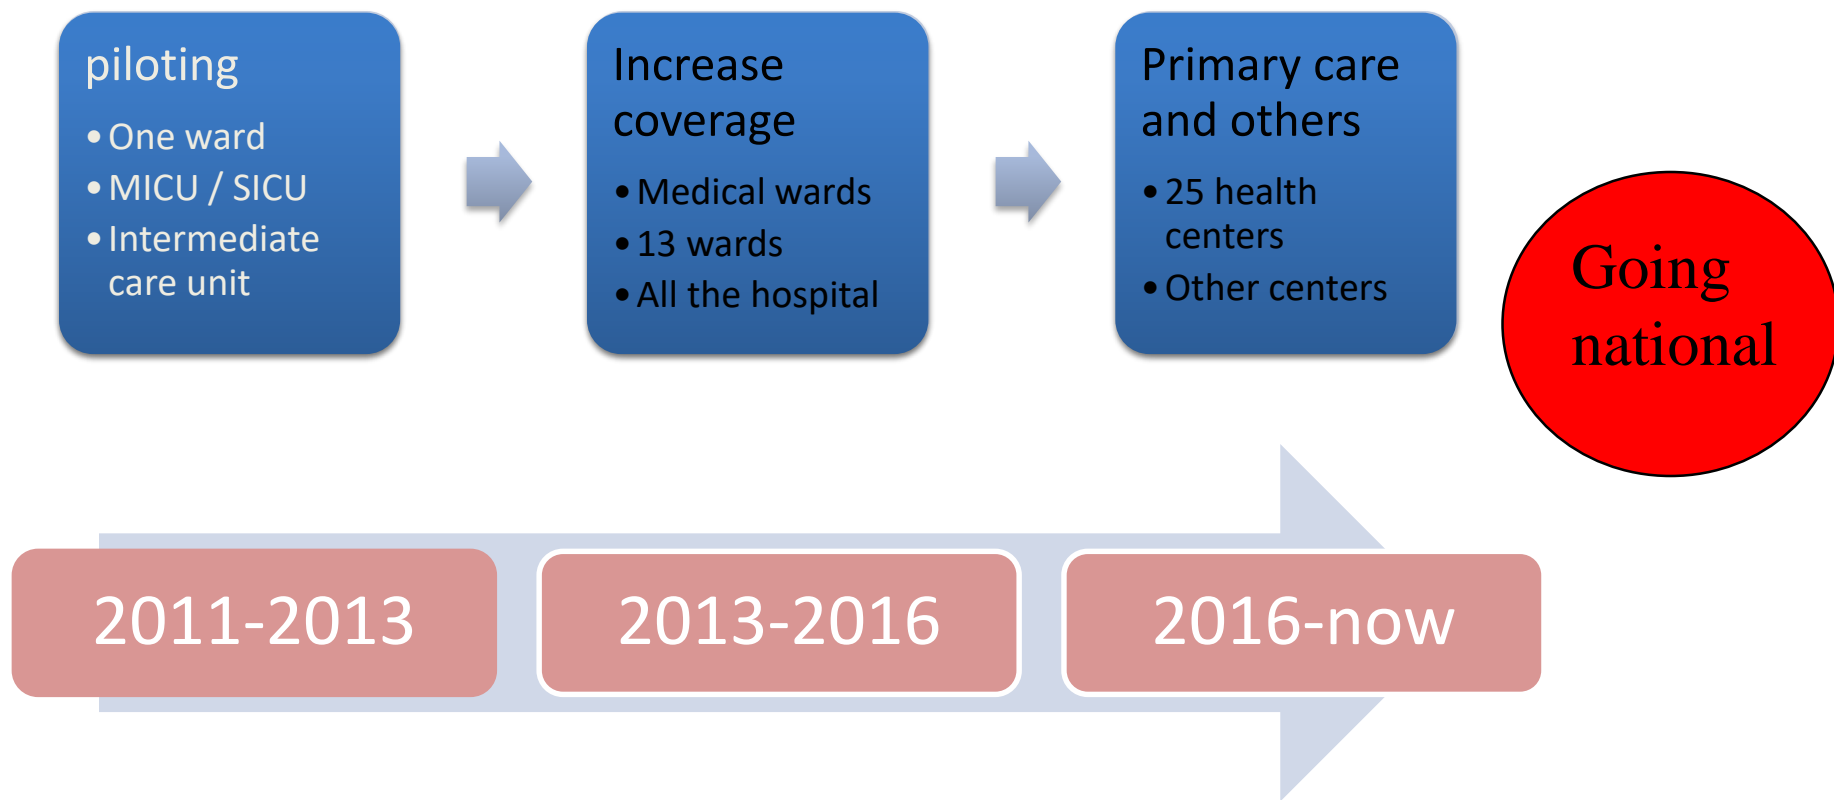 piloting
• One ward
• MICU / SICU
• Intermediate
care unit
Increase
coverage
• Medical wards
• 13 wards
• All the hospital
Primary care
and others
• 25 health
centers
• Other centers
Going
national
2011-2013
2013-2016
2016-now